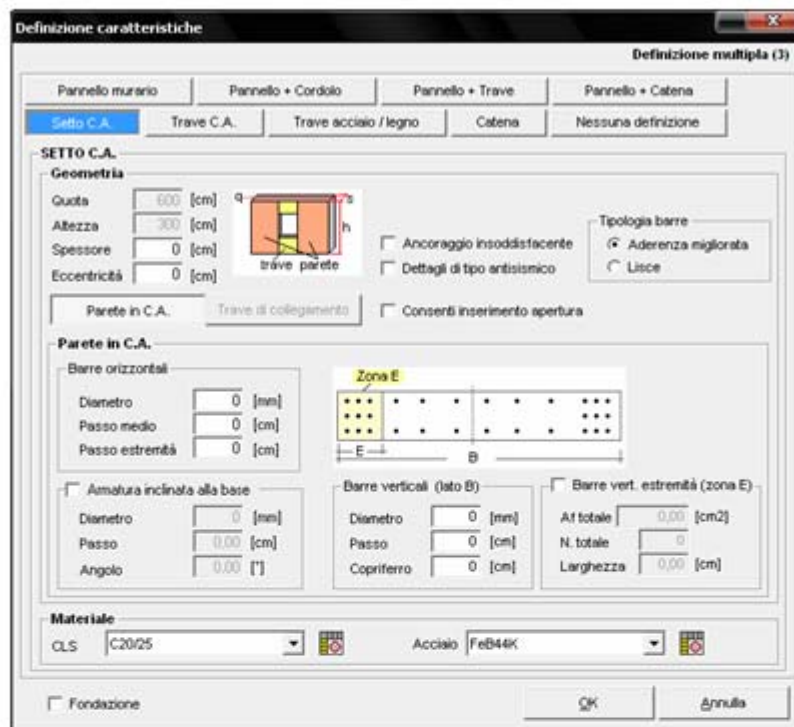 Definizione caratteristiche
Definizione multipla (3)
Pannello murario
Pannello + Cordolo
Pannello + Trave
Pannello + Catena
Setto C.A.
Trave C.A.
Trave acciaio / legno
Catena
Nessuna definizione
SETTO C.A.
Geometria
Quota 600 [cm]
Altezza 300 [cm]
Spessore 0 [cm]
Eccentricitá 0 [cm]
q
s
h
trave parete
Ancoraggio insoddisfacente
Dettagli di tipo antisismico
Tipologia barre
Aderenza migliorata
Lisce
Parete in C.A.
Trave di collegamento
Consenti inserimento apertura
Parete in C.A.
Barre orizzontali
Diametro 0 [mm]
Passo medio 0 [cm]
Passo estremitá 0 [cm]
Zona E
E
B
Armatura inclinata alla base
Diametro 0 [mm]
Passo 0,00 [cm]
Angolo 0,00 [°]
Barre verticali (lato B)
Diametro 0 [mm]
Passo 0 [cm]
Copriferro 0 [cm]
Barre vert. estremitá (zona E)
Af totale 0,00 [cm2]
N. totale 0
Larghezza 0,00 [cm]
Materiale
CLS C20/25
Acciaio FeB44K
Fondazione
OK
Annulla